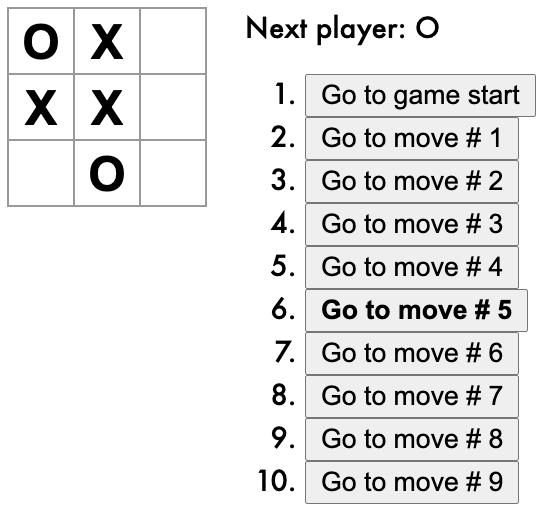 O X
X X
O
Next player: O
1. Go to game start
2. Go to move # 1
3. Go to move # 2
4. Go to move # 3
5. Go to move # 4
6. Go to move # 5
7. Go to move # 6
8. Go to move # 7
9. Go to move # 8
10. Go to move # 9